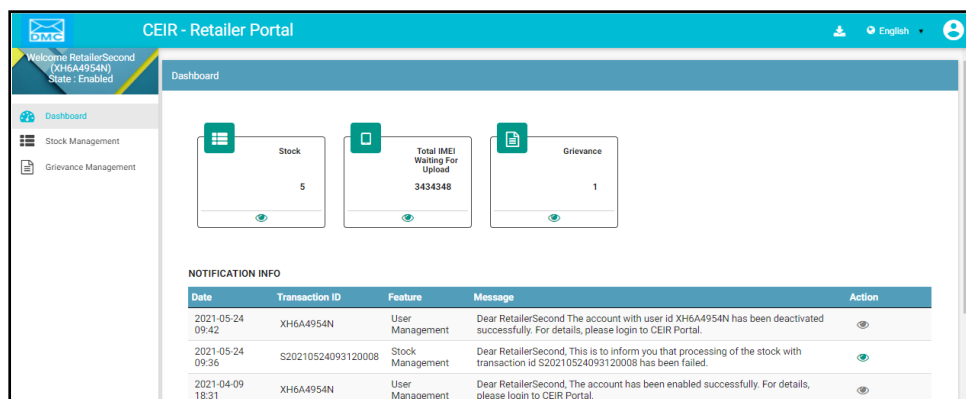 DMC
CEIR - Retailer Portal
English
Welcome RetailerSecond
(XH6A4954N)
State : Enabled
Dashboard
Dashboard
Stock Management
Grievance Management
Stock
5
Total IMEI
Waiting For
Upload
3434348
Grievance
1
NOTIFICATION INFO
Date Transaction ID Feature Message Action
2021-05-24
09:42
XH6A4954N
User
Management
Dear RetailerSecond The account with user id XH6A4954N has been deactivated
successfully. For details, please login to CEIR Portal.
2021-05-24
09:36
S20210524093120008
Stock
Management
Dear RetailerSecond, This is to inform you that processing of the stock with
transaction id S20210524093120008 has been failed.
2021-04-09
18:31
XH6A4954N
User
Management
Dear RetailerSecond, The account has been enabled successfully. For details,
please login to CEIR Portal.